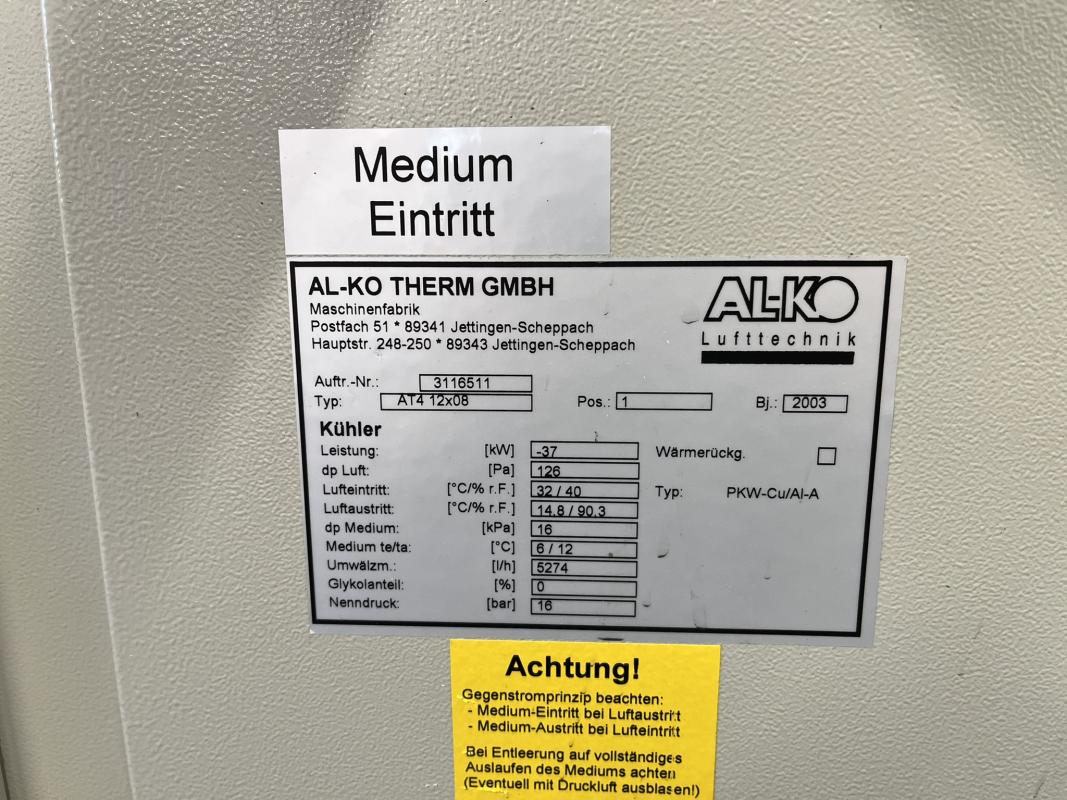 Medium
Eintritt
AL-KO THERM GMBH
Maschinenfabrik
Postfach 51 * 89341 Jettingen-Scheppach
Hauptstr. 248-250 * 89343 Jettingen-Scheppach
AL-KO
Lufttechnik
Auftr.-Nr.: 3116511
Typ: AT4 12x08 Pos.: 1 Bj.: 2003
Kühler
Leistung: [kW] -37 Wärmerückg.
dp Luft: [Pa] 126
Lufteintritt: [°C/% r.F.] 32 / 40 Typ: PKW-Cu/Al-A
Luftaustritt: [°C/% r.F.] 14.8 / 90.3
dp Medium: [kPa] 16
Medium te/ta: [°C] 6 / 12
Umwälzm.: [l/h] 5274
Glykolanteil: [%] 0
Nenndruck: [bar] 16
Achtung!
Gegenstromprinzip beachten:
- Medium-Eintritt bei Luftaustritt
- Medium-Austritt bei Lufteintritt
Bei Entleerung auf vollständiges
Auslaufen des Mediums achten
(Eventuell mit Druckluft ausblasen!)